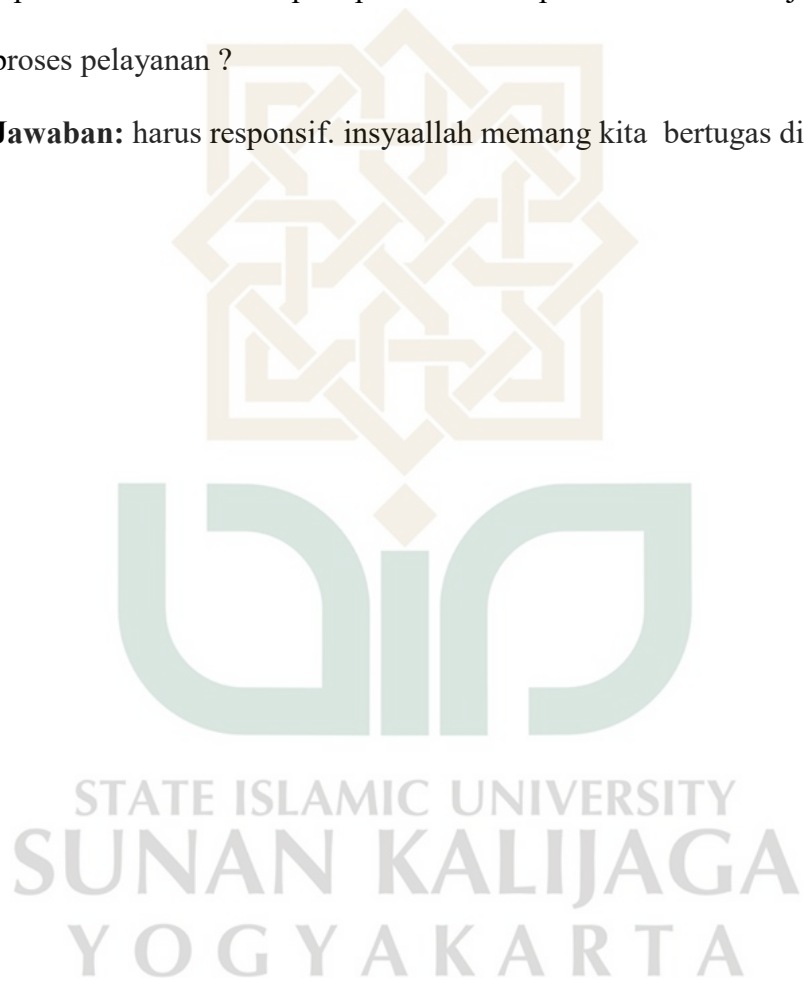 proses pelayanan ?
Jawaban: harus responsif. insyaallah memang kita bertugas di
STATE ISLAMIC UNIVERSITY
SUNAN KALIJAGA
YOGYAKARTA